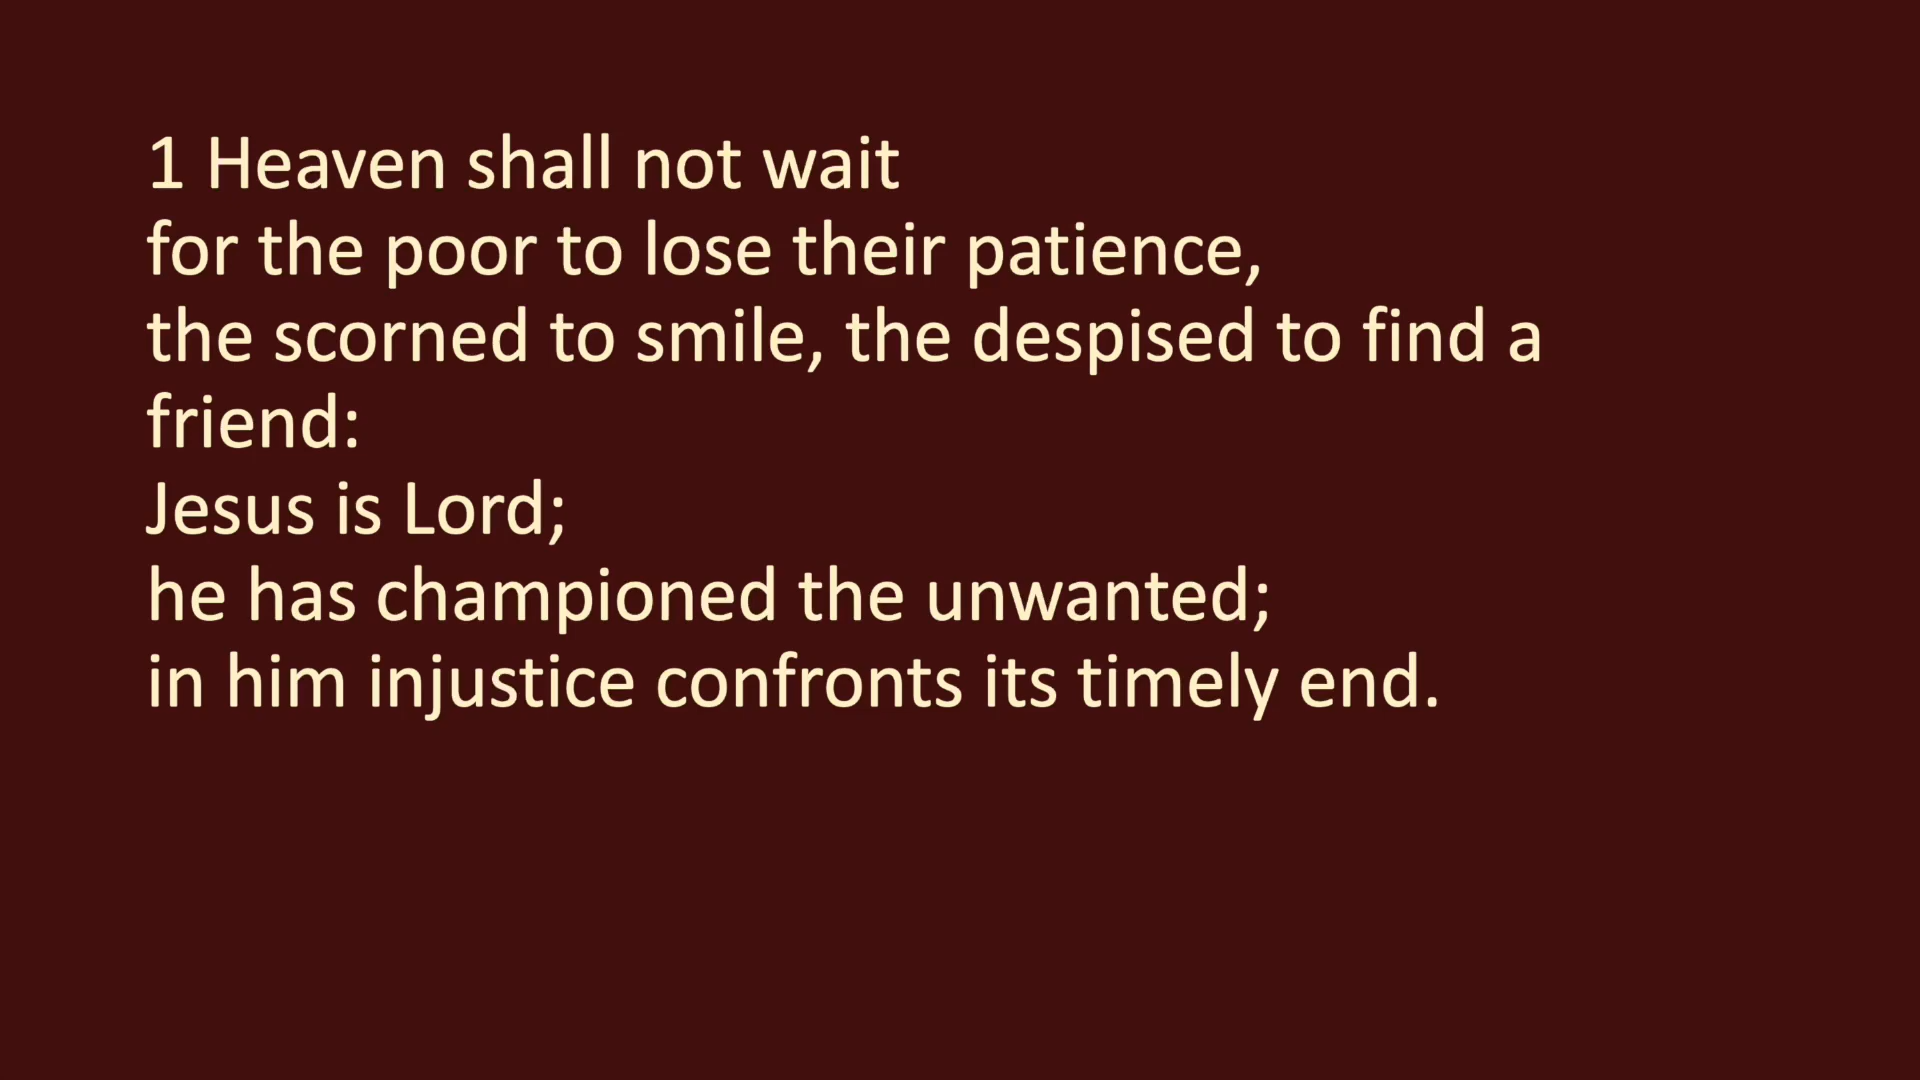 1 Heaven shall not wait
for the poor to lose their patience,
the scorned to smile, the despised to find a
friend:
Jesus is Lord;
he has championed the unwanted;
in him injustice confronts its timely end.